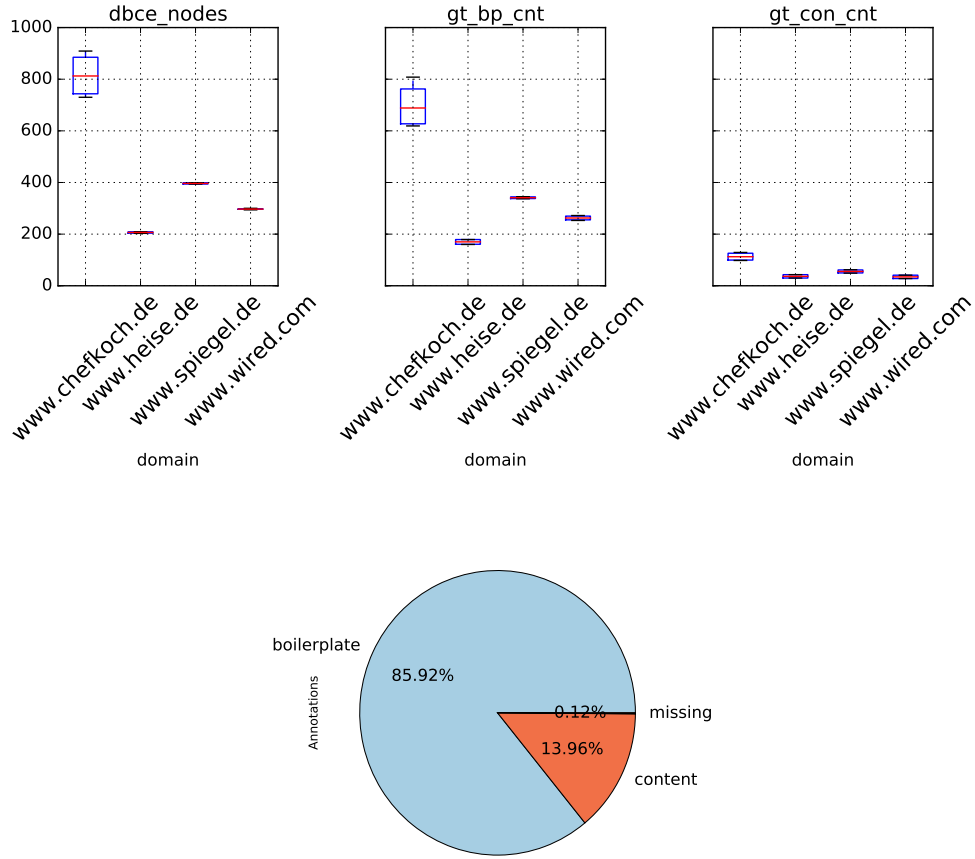 dbce_nodes
gt_bp_cnt
gt_con_cnt
1000
800
600
400
200
0
www.chefkoch.de
www.heise.de
www.spiegel.de
www.wired.com
www.chefkoch.de
www.heise.de
www.spiegel.de
www.wired.com
www.chefkoch.de
www.heise.de
www.spiegel.de
www.wired.com
domain
domain
domain
boilerplate
85.92%
Annotations
0.12%
missing
13.96%
content